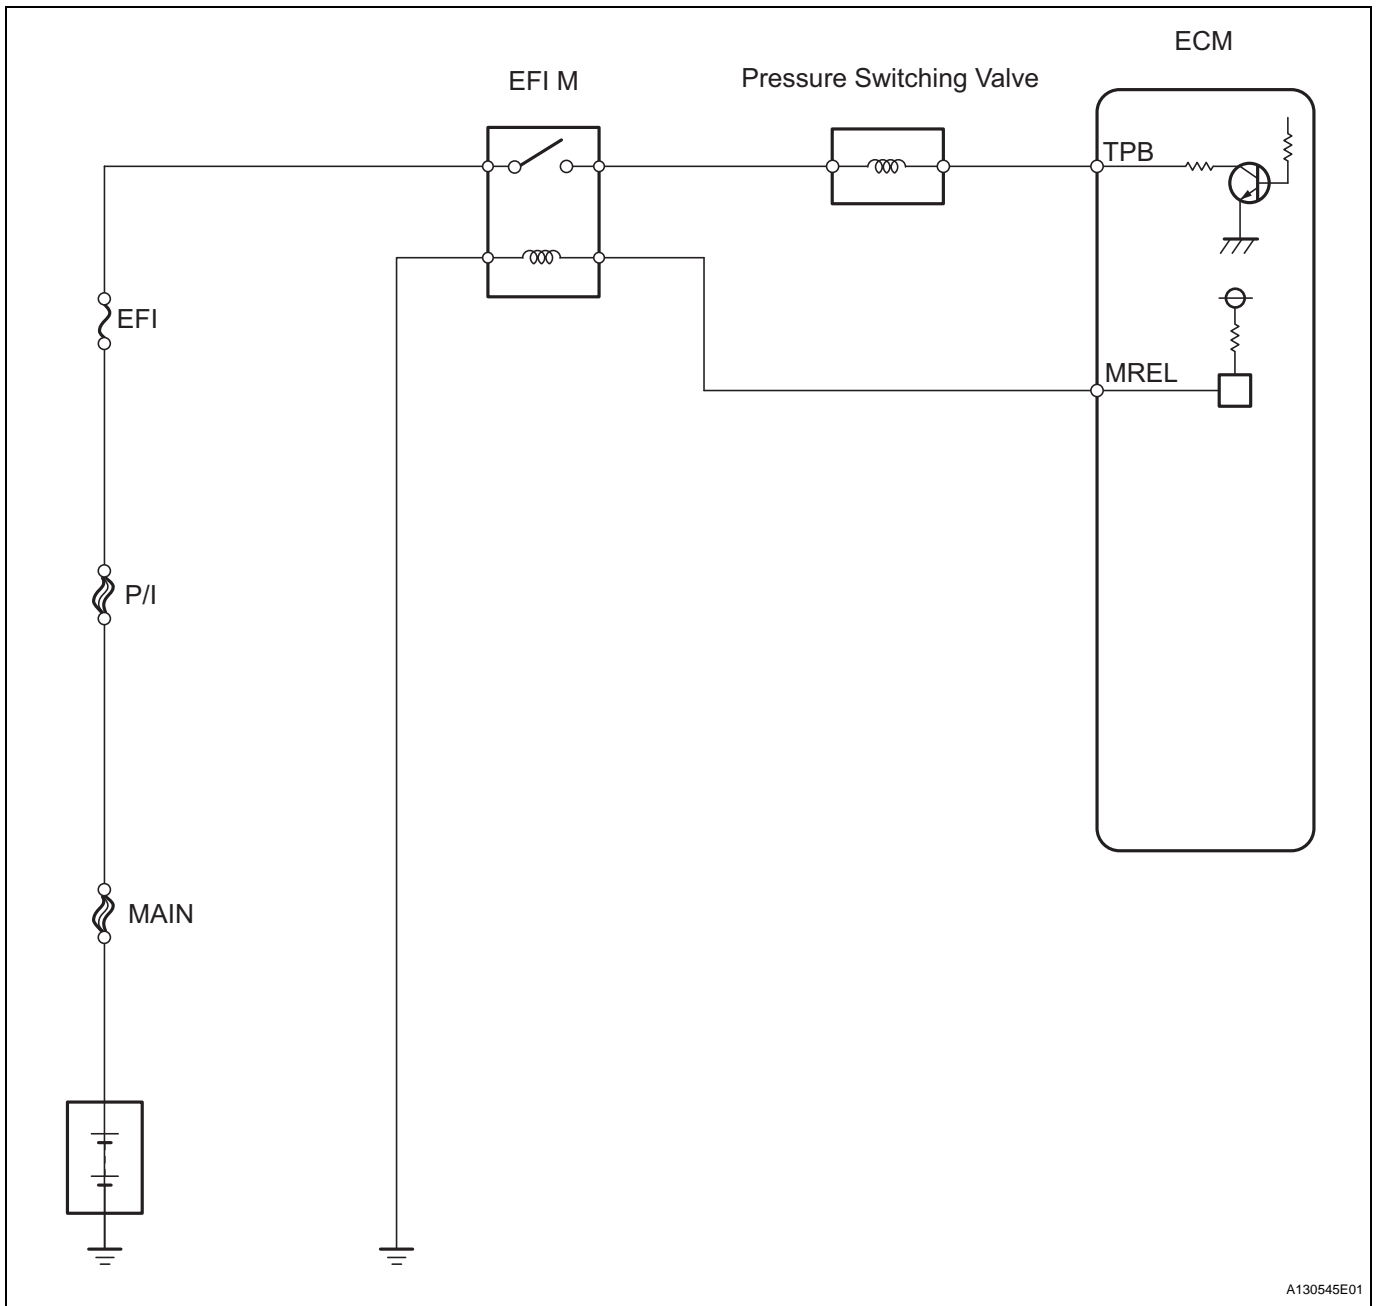 ECM
EFI M
Pressure Switching Valve
TPB
EFI
MREL
P/I
MAIN
A130545E01